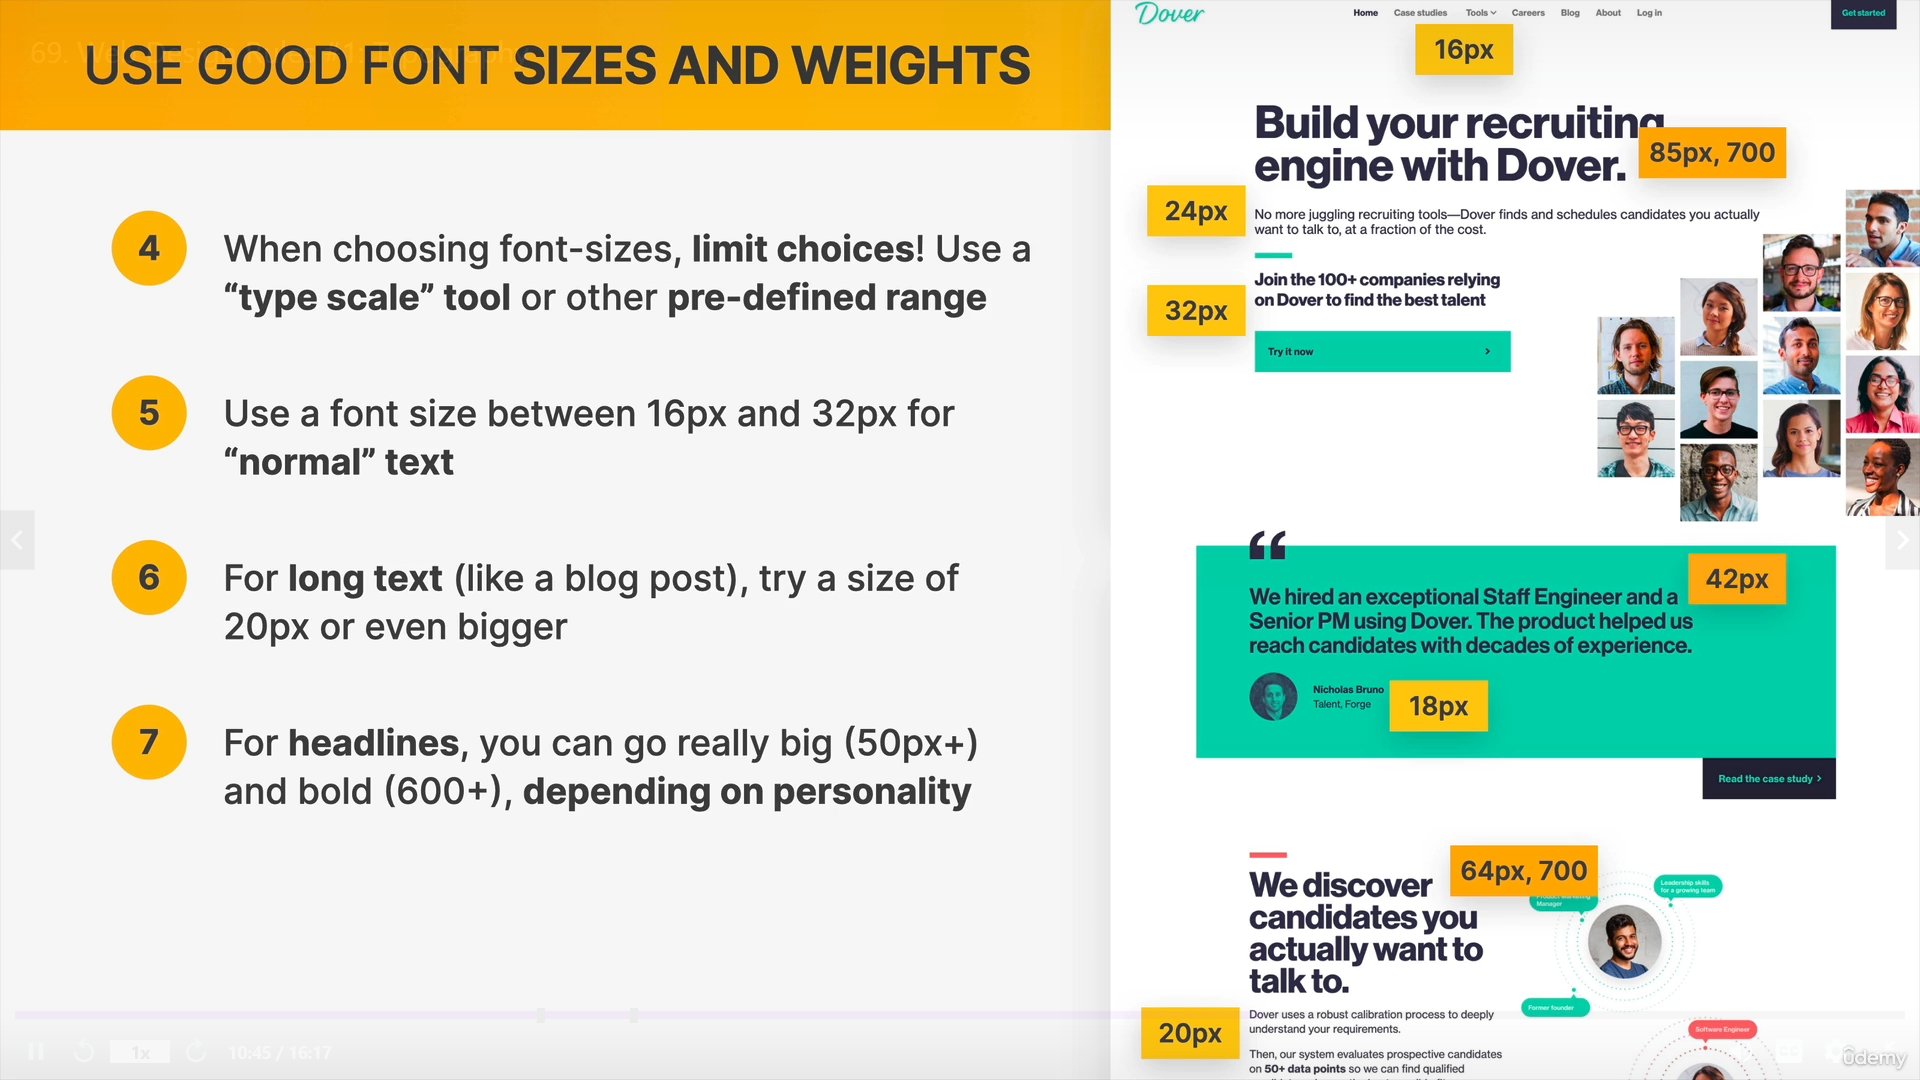 69. Web Design
USE GOOD FONT SIZES AND WEIGHTS
4
When choosing font-sizes, limit choices! Use a
“type scale” tool or other pre-defined range
5
Use a font size between 16px and 32px for
“normal” text
6
For long text (like a blog post), try a size of
20px or even bigger
7
For headlines, you can go really big (50px+)
and bold (600+), depending on personality
1x
10:45 / 16:17
Dover
Home Case studies Tools Careers Blog About Log in
Get started
16px
Build your recruiting
engine with Dover.
85px, 700
24px
No more juggling recruiting tools—Dover finds and schedules candidates you actually
want to talk to, at a fraction of the cost.
Join the 100+ companies relying
on Dover to find the best talent
32px
Try it now
“
We hired an exceptional Staff Engineer and a
Senior PM using Dover. The product helped us
reach candidates with decades of experience.
42px
Nicholas Bruno
Talent, Forge
18px
Read the case study
64px, 700
We discover
candidates you
actually want to
talk to.
Leadership skills
for a growing team
Manager
Former founder
Software Engineer
20px
Dover uses a robust calibration process to deeply
understand your requirements.
Then, our system evaluates prospective candidates
on 50+ data points so we can find qualified
ûdemy